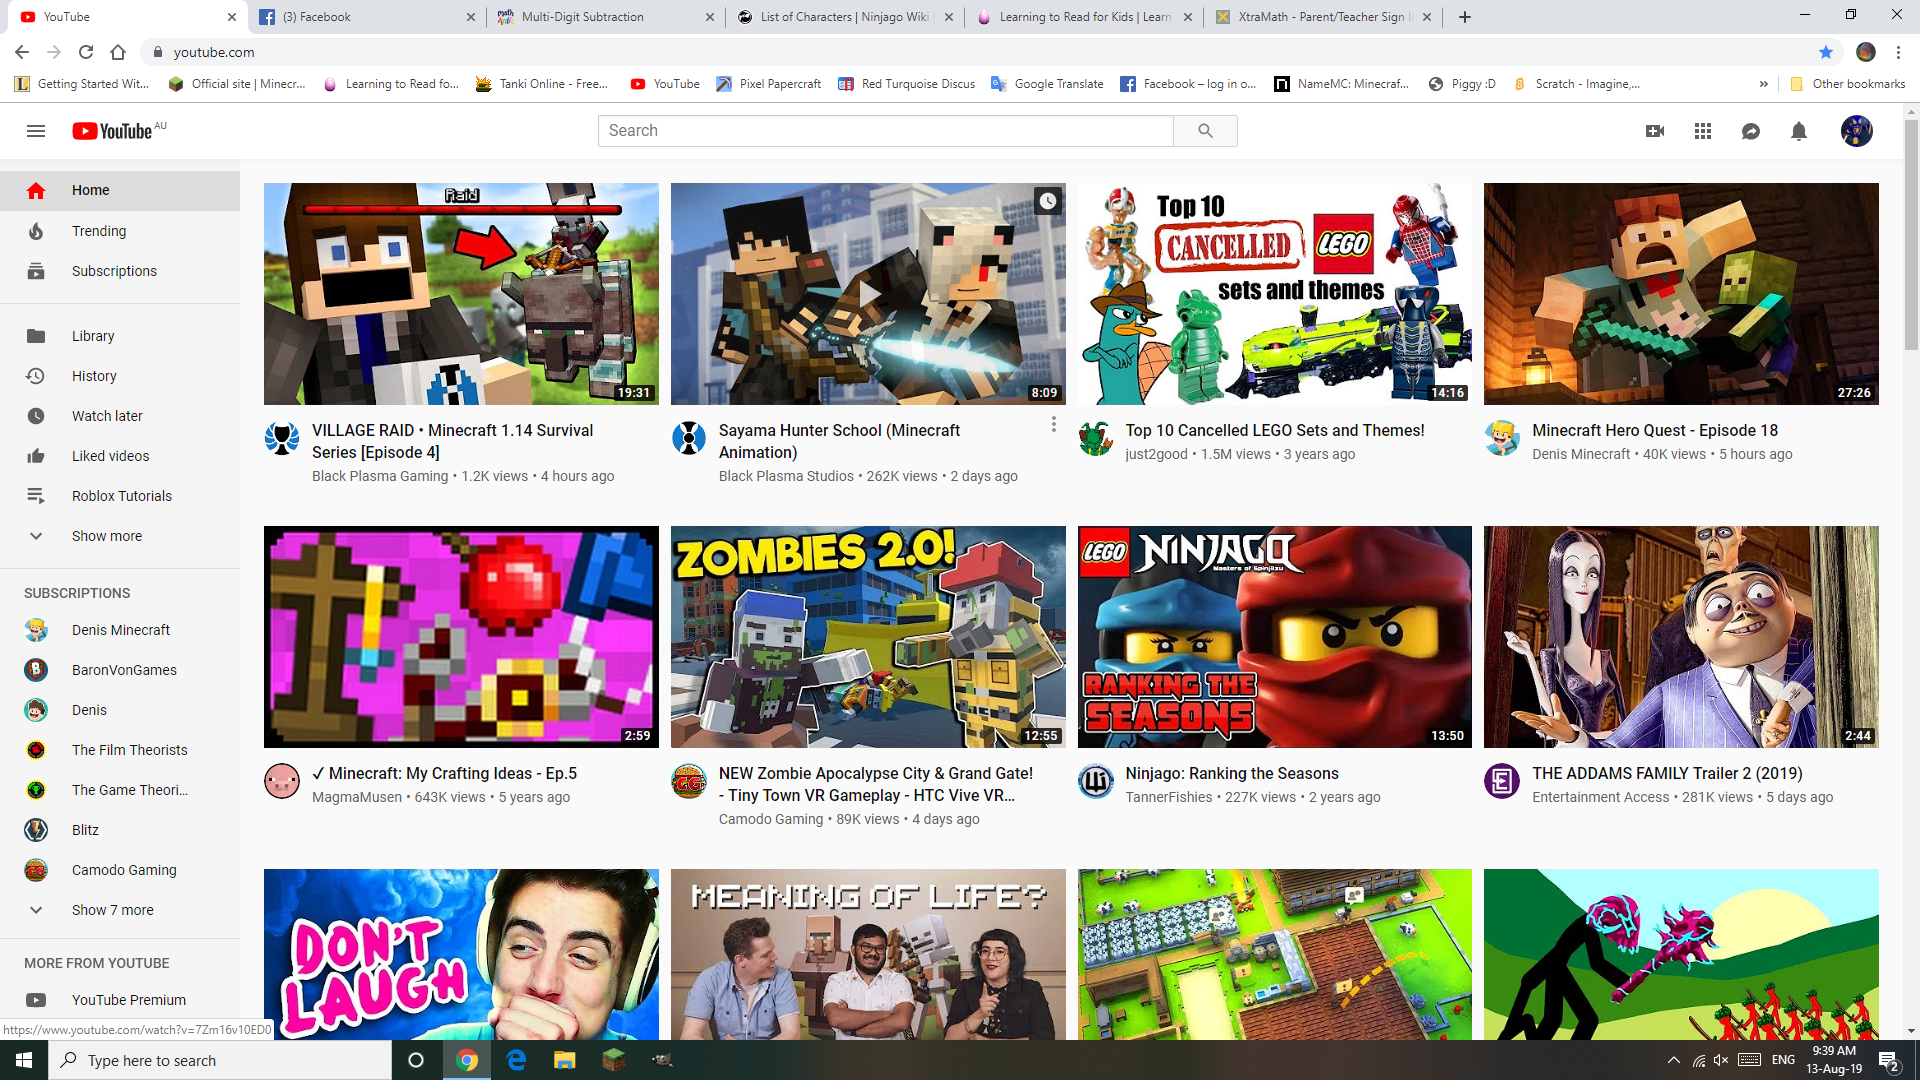 YouTube
(3) Facebook
Multi-Digit Subtraction
List of Characters | Ninjago Wiki |
Learning to Read for Kids | Learn
XtraMath - Parent/Teacher Sign I
youtube.com
Getting Started Wit...
Official site | Minecr...
Learning to Read fo...
Tanki Online - Free...
YouTube
Pixel Papercraft
Red Turquoise Discus
Google Translate
Facebook – log in o...
NameMC: Minecraf...
Piggy :D
Scratch - Imagine,...
»
Other bookmarks
YouTube AU
Search
Home
Trending
Subscriptions
Library
History
Watch later
Liked videos
Roblox Tutorials
Show more
SUBSCRIPTIONS
Denis Minecraft
BaronVonGames
Denis
The Film Theorists
The Game Theori...
Blitz
Camodo Gaming
Show 7 more
MORE FROM YOUTUBE
YouTube Premium
https://www.youtube.com/watch?v=7Zm16v10ED0
Raid
19:31
VILLAGE RAID • Minecraft 1.14 Survival
Series [Episode 4]
Black Plasma Gaming • 1.2K views • 4 hours ago
8:09
Sayama Hunter School (Minecraft
Animation)
Black Plasma Studios • 262K views • 2 days ago
Top 10
CANCELLED
LEGO
sets and themes
14:16
Top 10 Cancelled LEGO Sets and Themes!
just2good • 1.5M views • 3 years ago
27:26
Minecraft Hero Quest - Episode 18
Denis Minecraft • 40K views • 5 hours ago
2:59
✓ Minecraft: My Crafting Ideas - Ep.5
MagmaMusen • 643K views • 5 years ago
ZOMBIES 2.0!
12:55
NEW Zombie Apocalypse City & Grand Gate!
- Tiny Town VR Gameplay - HTC Vive VR...
Camodo Gaming • 89K views • 4 days ago
LEGO NINJAGO
Masters of Spinjitzu
RANKING THE
SEASONS
13:50
Ninjago: Ranking the Seasons
TannerFishies • 227K views • 2 years ago
2:44
THE ADDAMS FAMILY Trailer 2 (2019)
Entertainment Access • 281K views • 5 days ago
DON'T
LAUGH
MEANING OF LIFE?
Type here to search
ENG
9:39 AM
13-Aug-19
2